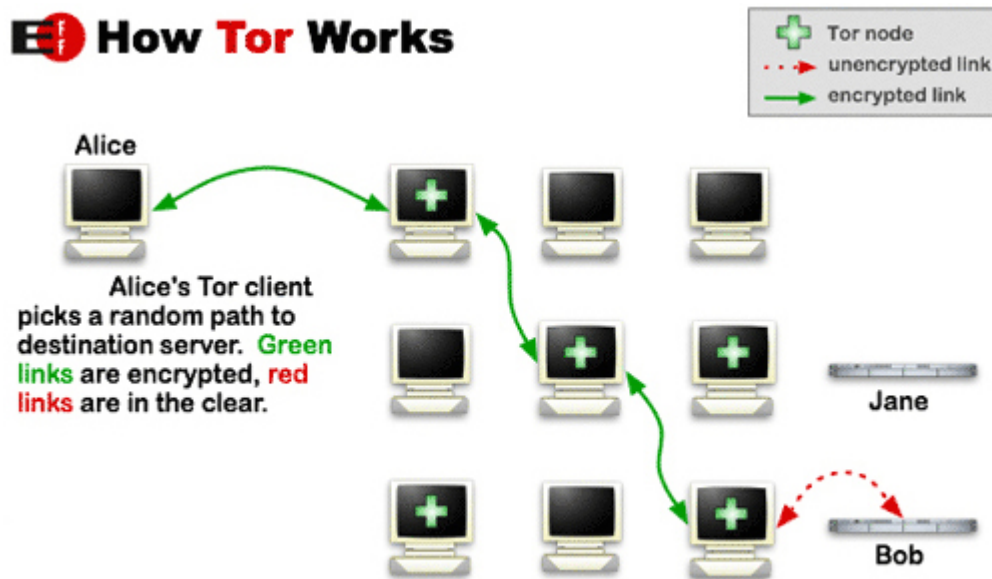 EFF How Tor Works
Tor node
unencrypted link
encrypted link
Alice
Alice's Tor client
picks a random path to
destination server. Green
links are encrypted, red
links are in the clear.
Jane
Bob